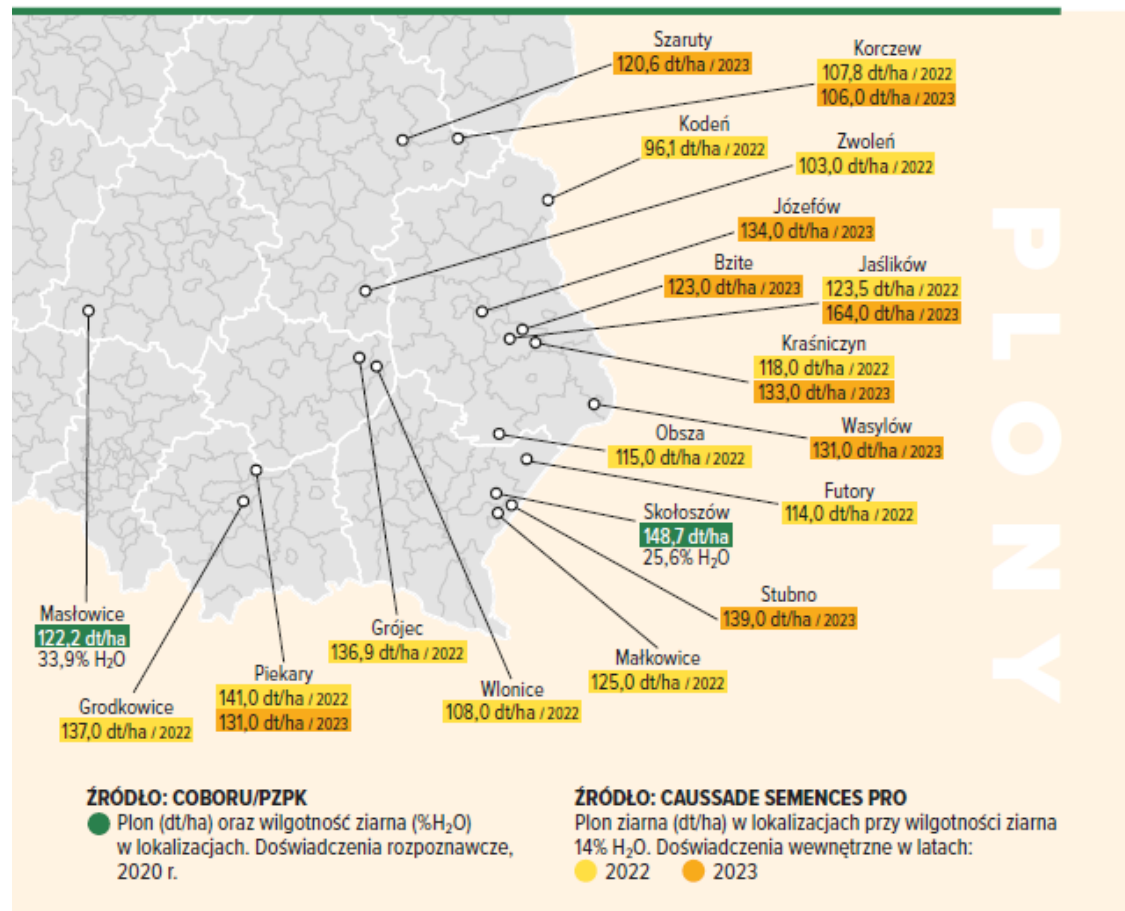 Szaruty
120,6 dt/ha / 2023
Korczew
107,8 dt/ha / 2022
106,0 dt/ha / 2023
Kodeń
96,1 dt/ha / 2022
Zwoleń
103,0 dt/ha / 2022
Józefów
134,0 dt/ha / 2023
Bzite
123,0 dt/ha / 2023
Jaślików
123,5 dt/ha / 2022
164,0 dt/ha / 2023
Kraśniczyn
118,0 dt/ha / 2022
133,0 dt/ha / 2023
Wasylów
131,0 dt/ha / 2023
Obsza
115,0 dt/ha / 2022
Futory
114,0 dt/ha / 2022
Skołoszów
148,7 dt/ha
25,6% H₂O
Stubno
139,0 dt/ha / 2023
Małkowice
125,0 dt/ha / 2022
Masłowice
122,2 dt/ha
33,9% H₂O
Grójec
136,9 dt/ha / 2022
Piekary
141,0 dt/ha / 2022
131,0 dt/ha / 2023
Wlonice
108,0 dt/ha / 2022
Grodkowice
137,0 dt/ha / 2022
PLONY
ŹRÓDŁO: COBORU/PZPK
Plon (dt/ha) oraz wilgotność ziarna (%H₂O)
w lokalizacjach. Doświadczenia rozpoznawcze,
2020 r.
ŹRÓDŁO: CAUSSADE SEMENCES PRO
Plon ziarna (dt/ha) w lokalizacjach przy wilgotności ziarna
14% H₂O. Doświadczenia wewnętrzne w latach:
2022 2023